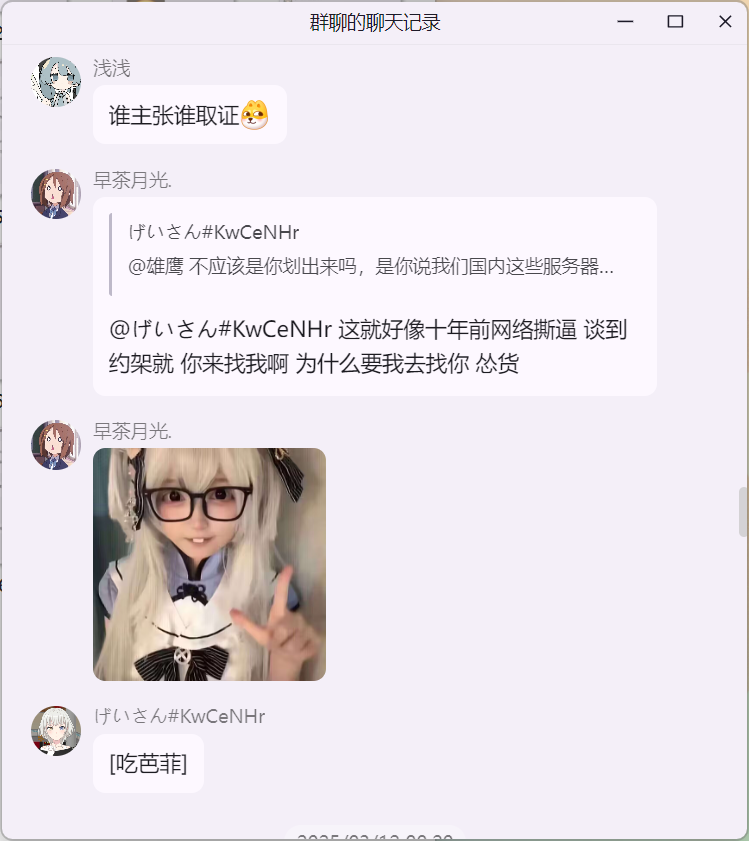 群聊的聊天记录
浅浅
谁主张谁取证
早茶月光.
げいさん#KwCeNHr
@雄鹰 不应该是你划出来吗，是你说我们国内这些服务器...
@げいさん#KwCeNHr 这就好像十年前网络撕逼 谈到
约架就 你来找我啊 为什么要我去找你 怂货
早茶月光.
げいさん#KwCeNHr
[吃芭菲]